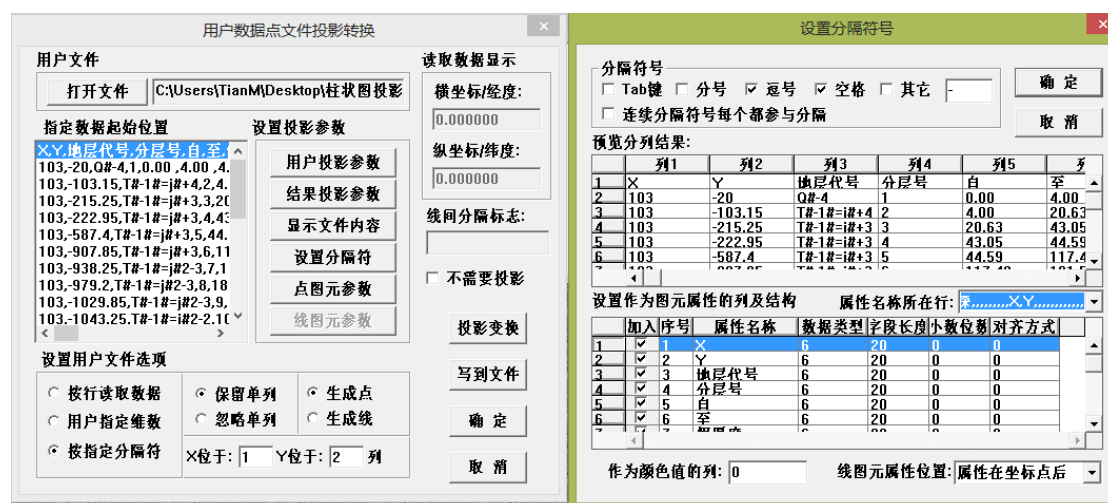 用户数据点文件投影转换
用户文件
打开文件 C:\Users\TianM\Desktop\柱状图投影
指定数据起始位置
X,Y,地层代号,分层号,自,至,
103,-20,Q#-4,1,0.00 ,4.00 ,4.
103,-103.15,T#-1#=j#+4,2,4.
103,-215.25,T#-1#=j#+3,3,20
103,-222.95,T#-1#=j#+3,4,43
103,-587.4,T#-1#=j#+3,5,44.
103,-907.85,T#-1#=j#+3,6,11
103,-938.25,T#-1#=j#2-3,7,1
103,-979.2,T#-1#=j#2-3,8,18
103,-1029.85,T#-1#=j#2-3,9,
103,-1043.25,T#-1#=j#2-2,10
设置投影参数
用户投影参数
结果投影参数
显示文件内容
设置分隔符
点图元参数
线图元参数
设置用户文件选项
按行读取数据
用户指定维数
按指定分隔符
保留单列
忽略单列
生成点
生成线
X位于: 1 Y位于: 2 列
读取数据显示
横坐标/经度:
0.000000
纵坐标/纬度:
0.000000
线间分隔标志:
不需要投影
投影变换
写到文件
确 定
取 消
设置分隔符号
分隔符号
Tab键 分号 逗号 空格 其它 -
连续分隔符号每个都参与分隔
确 定
取 消
预览分列结果:
列1 列2 列3 列4 列5
1 X Y 地层代号 分层号 自 至
2 103 -20 Q#-4 1 0.00 4.00
3 103 -103.15 T#-1#=j#+4 2 4.00 20.63
4 103 -215.25 T#-1#=j#+3 3 20.63 43.05
5 103 -222.95 T#-1#=j#+3 4 43.05 44.59
6 103 -587.4 T#-1#=j#+3 5 44.59 117.4
设置作为图元属性的列及结构 属性名称所在行: ,,,,,,,,,X,Y,,,,,,,,,,,,
加入 序号 属性名称 数据类型 字段长度 小数位数 对齐方式
1 1 X 6 20 0 0
2 2 Y 6 20 0 0
3 3 地层代号 6 20 0 0
4 4 分层号 6 20 0 0
5 5 自 6 20 0 0
6 6 至 6 20 0 0
作为颜色值的列: 0 线图元属性位置: 属性在坐标点后